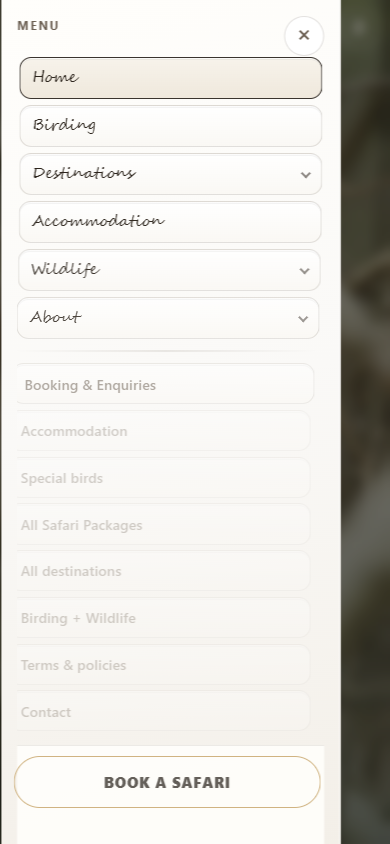 MENU
Home
Birding
Destinations
Accommodation
Wildlife
About
Booking & Enquiries
Accommodation
Special birds
All Safari Packages
All destinations
Birding + Wildlife
Terms & policies
Contact
BOOK A SAFARI